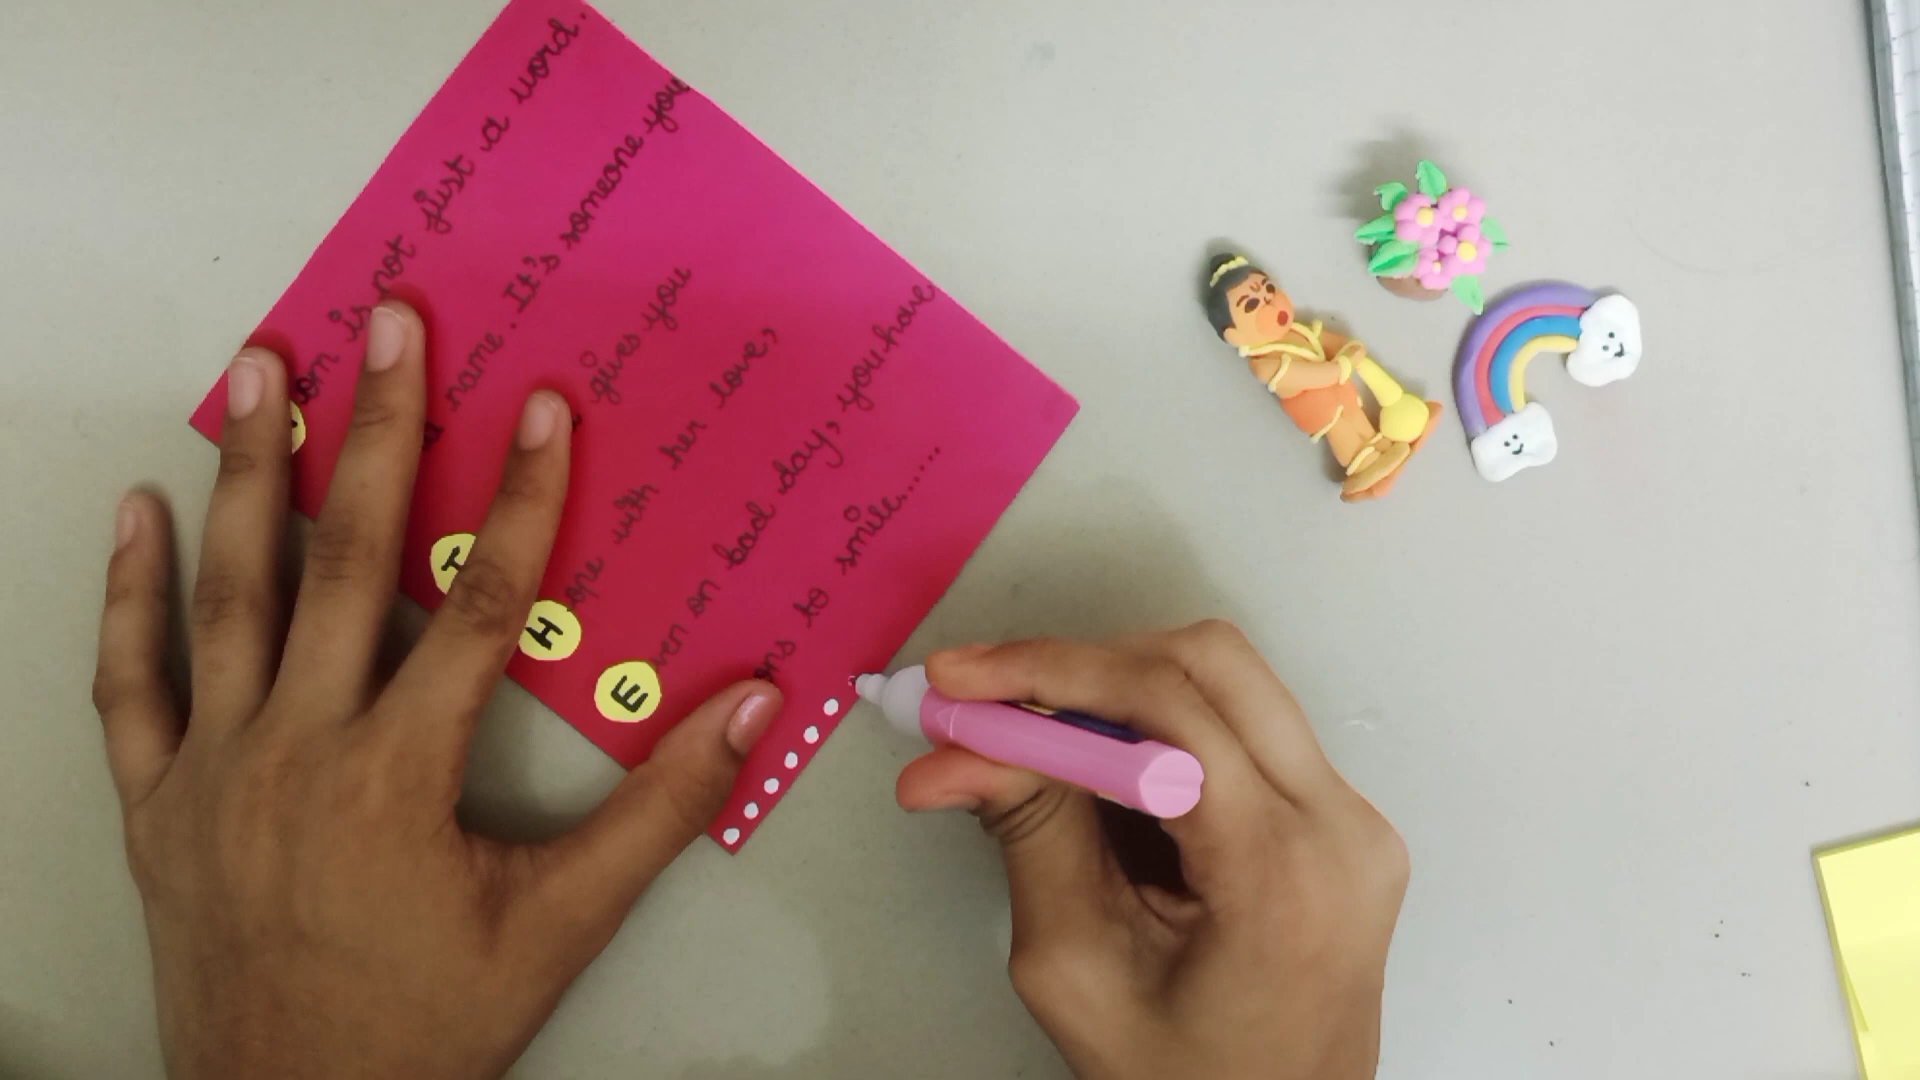 om is not just a word.
name. It's someone you
T gives you
H ope with her love,
E ven on bad day, you have
ons to smile......